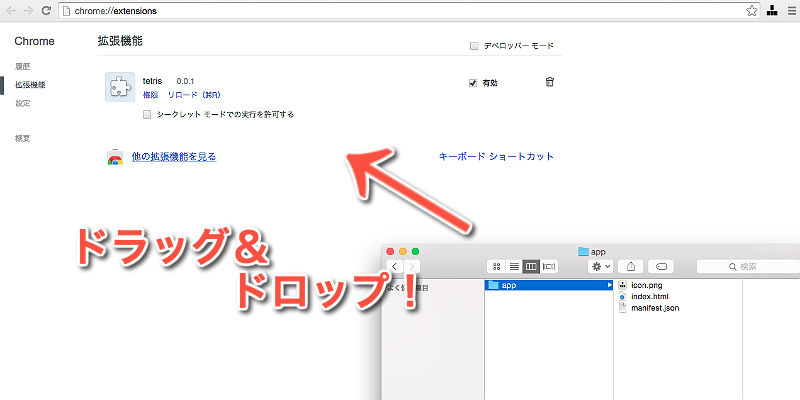 chrome://extensions
Chrome
履歴
拡張機能
設定
概要
拡張機能
デベロッパー モード
tetris 0.0.1
権限 リロード (⌘R)
有効
シークレット モードでの実行を許可する
他の拡張機能を見る
キーボード ショートカット
ドラッグ＆
ドロップ！
app
検索
app
icon.png
index.html
manifest.json